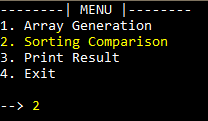 --------| MENU |--------
1. Array Generation
2. Sorting Comparison
3. Print Result
4. Exit
--> 2